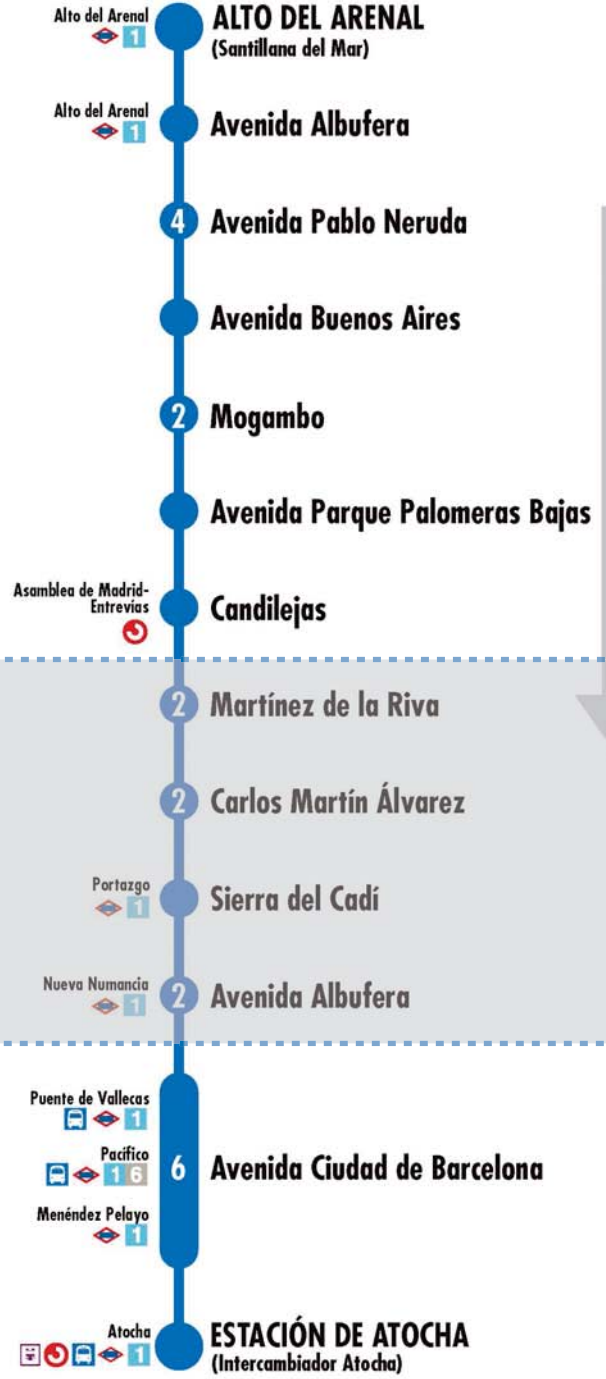 Alto del Arenal
1
ALTO DEL ARENAL
(Santillana del Mar)
Alto del Arenal
1
Avenida Albufera
4 Avenida Pablo Neruda
Avenida Buenos Aires
2 Mogambo
Avenida Parque Palomeras Bajas
Asamblea de Madrid-
Entrevías
Candilejas
2 Martínez de la Riva
2 Carlos Martín Álvarez
Portazgo
1
Sierra del Cadí
Nueva Numancia
1
2 Avenida Albufera
Puente de Vallecas
1
Pacífico
1 6
6 Avenida Ciudad de Barcelona
Menéndez Pelayo
1
Atocha
1
ESTACIÓN DE ATOCHA
(Intercambiador Atocha)